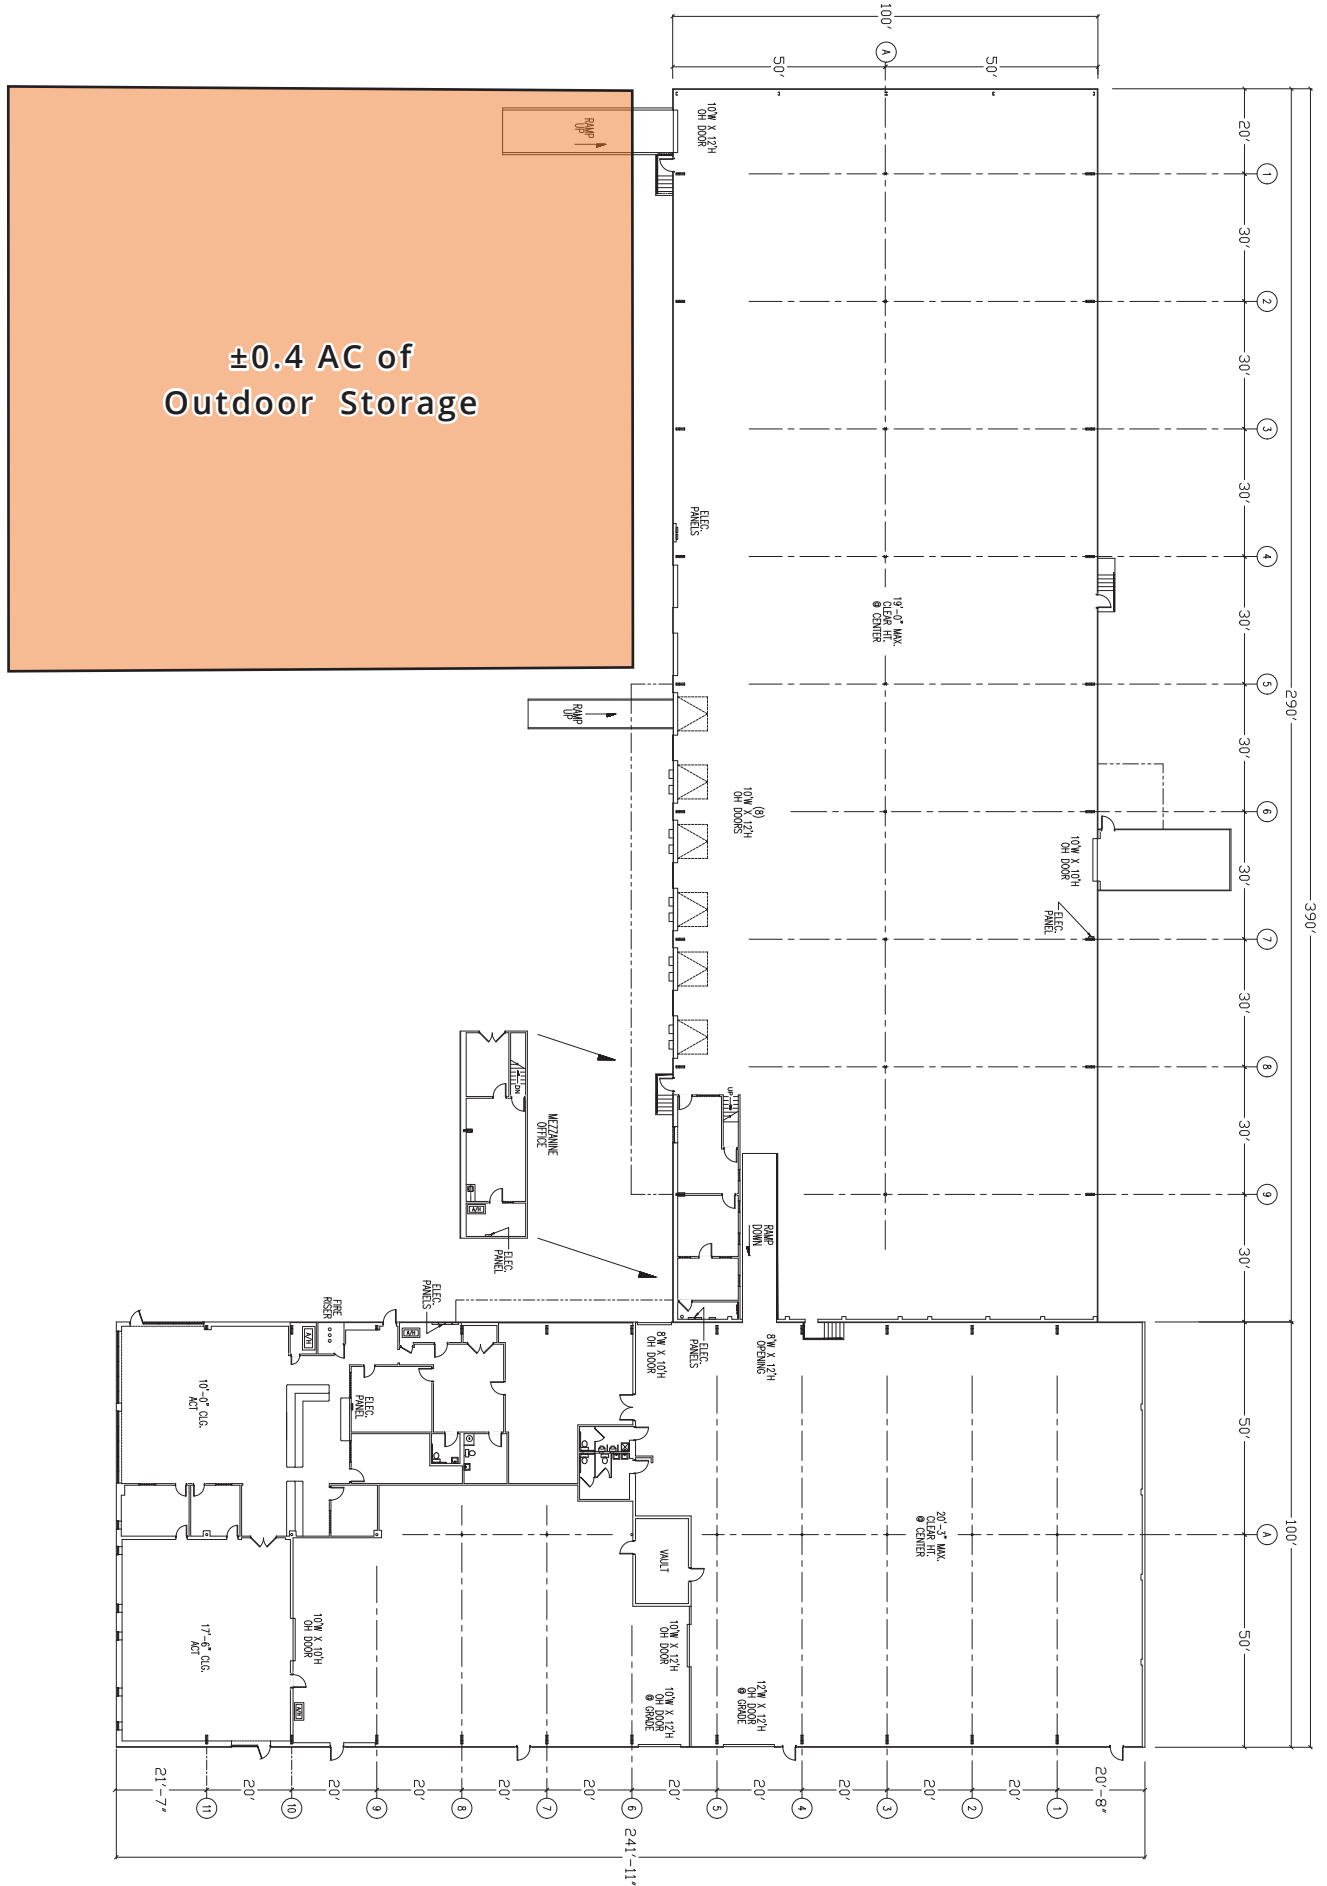 100'
A
50'
50'
10'W X 12'H
OH DOOR
RAMP
UP
20'
1
30'
2
30'
3
30'
4
30'
5
30'
6
30'
7
30'
8
30'
9
30'
290'
390'
±0.4 AC of
Outdoor Storage
ELEC.
PANELS
19'-0" MAX.
CLEAR HT.
@ CENTER
RAMP
UP
(8)
10'W X 12'H
OH DOORS
10'W X 10'H
OH DOOR
ELEC.
PANEL
UP
DN
MEZZANINE
OFFICE
A/H
ELEC.
PANEL
RAMP
DOWN
ELEC.
PANELS
FIRE
RISER
A/H
A/H
8'W X 10'H
OH DOOR
ELEC.
PANELS
8'W X 12'H
OPENING
10'-0" CLG.
ACT
ELEC.
PANEL
50'
100'
A
50'
20'-3" MAX.
CLEAR HT.
@ CENTER
VAULT
17'-6" CLG.
ACT
10'W X 10'H
OH DOOR
A/H
10'W X 12'H
OH DOOR
10'W X 12'H
OH DOOR
@ GRADE
12'W X 12'H
OH DOOR
@ GRADE
21'-7"
11
20'
10
20'
9
20'
8
20'
7
20'
6
20'
5
20'
4
20'
3
20'
2
20'
1
20'-8"
241'-11"